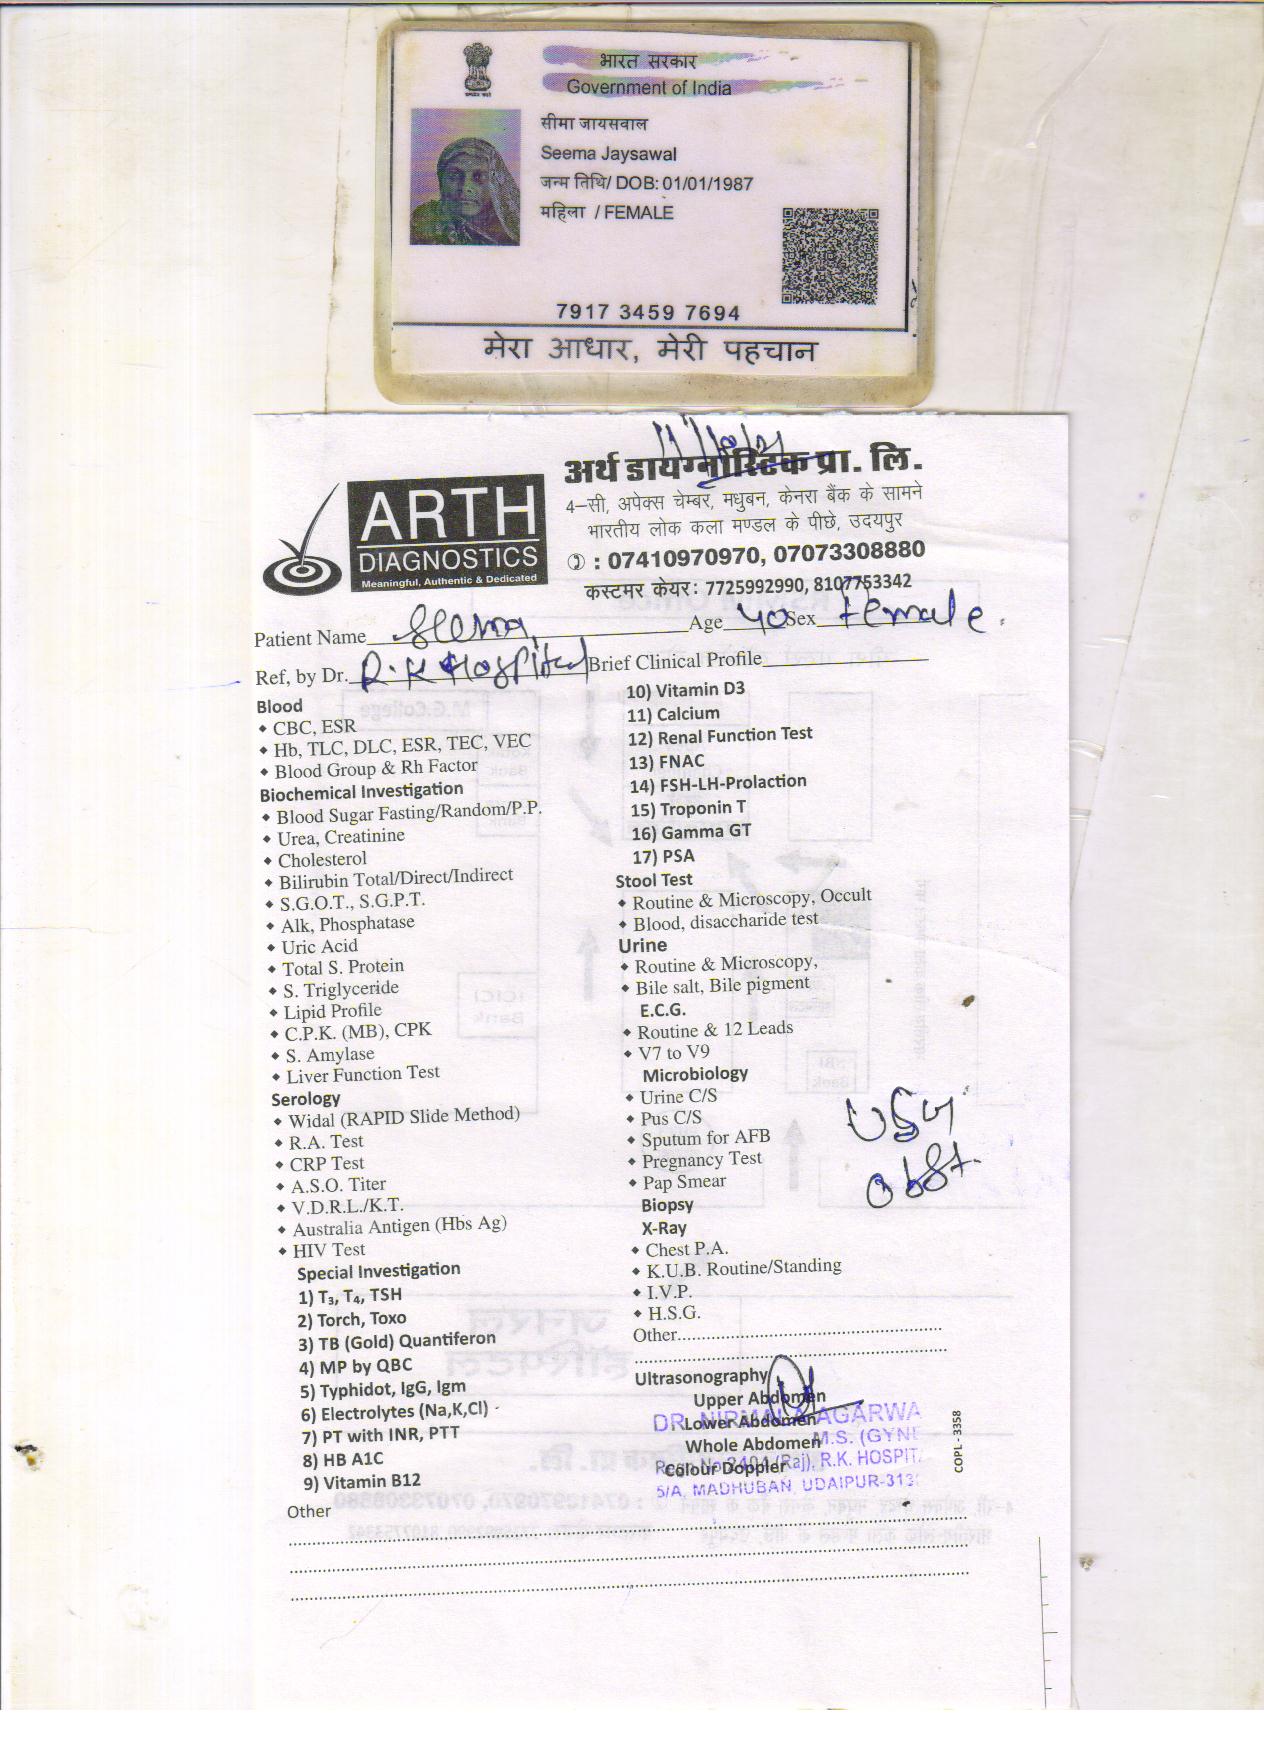 भारत सरकार
Government of India
सीमा जायसवाल
Seema Jaysawal
जन्म तिथि/ DOB: 01/01/1987
महिला / FEMALE
7917 3459 7694
मेरा आधार, मेरी पहचान
अर्थ डायग्नोस्टिक प्रा. लि.
ARTH
DIAGNOSTICS
Meaningful, Authentic & Dedicated
4–सी, अपेक्स चेम्बर, मधुबन, केनरा बैंक के सामने
भारतीय लोक कला मण्डल के पीछे, उदयपुर
: 07410970970, 07073308880
कस्टमर केयर: 7725992990, 8107753342
Patient Name Seema Age 40 Sex Female
Ref, by Dr. R.K Hospital Brief Clinical Profile
Blood
CBC, ESR
Hb, TLC, DLC, ESR, TEC, VEC
Blood Group & Rh Factor
Biochemical Investigation
Blood Sugar Fasting/Random/P.P.
Urea, Creatinine
Cholesterol
Bilirubin Total/Direct/Indirect
S.G.O.T., S.G.P.T.
Alk, Phosphatase
Uric Acid
Total S. Protein
S. Triglyceride
Lipid Profile
C.P.K. (MB), CPK
S. Amylase
Liver Function Test
Serology
Widal (RAPID Slide Method)
R.A. Test
CRP Test
A.S.O. Titer
V.D.R.L./K.T.
Australia Antigen (Hbs Ag)
HIV Test
Special Investigation
1) T₃, T₄, TSH
2) Torch, Toxo
3) TB (Gold) Quantiferon
4) MP by QBC
5) Typhidot, IgG, Igm
6) Electrolytes (Na,K,Cl)
7) PT with INR, PTT
8) HB A1C
9) Vitamin B12
Other
10) Vitamin D3
11) Calcium
12) Renal Function Test
13) FNAC
14) FSH-LH-Prolaction
15) Troponin T
16) Gamma GT
17) PSA
Stool Test
Routine & Microscopy, Occult
Blood, disaccharide test
Urine
Routine & Microscopy,
Bile salt, Bile pigment
E.C.G.
Routine & 12 Leads
V7 to V9
Microbiology
Urine C/S
Pus C/S
Sputum for AFB
Pregnancy Test
Pap Smear
Biopsy
X-Ray
Chest P.A.
K.U.B. Routine/Standing
I.V.P.
H.S.G.
Other
USG
Obst.
Ultrasonography
Upper Abdomen
Lower Abdomen
Whole Abdomen
Colour Doppler
DR. NIRMALA AGARWA
M.S. (GYNE
(Raj), R.K. HOSPIT
5/A, MADHUBAN, UDAIPUR-313
COPL - 3358